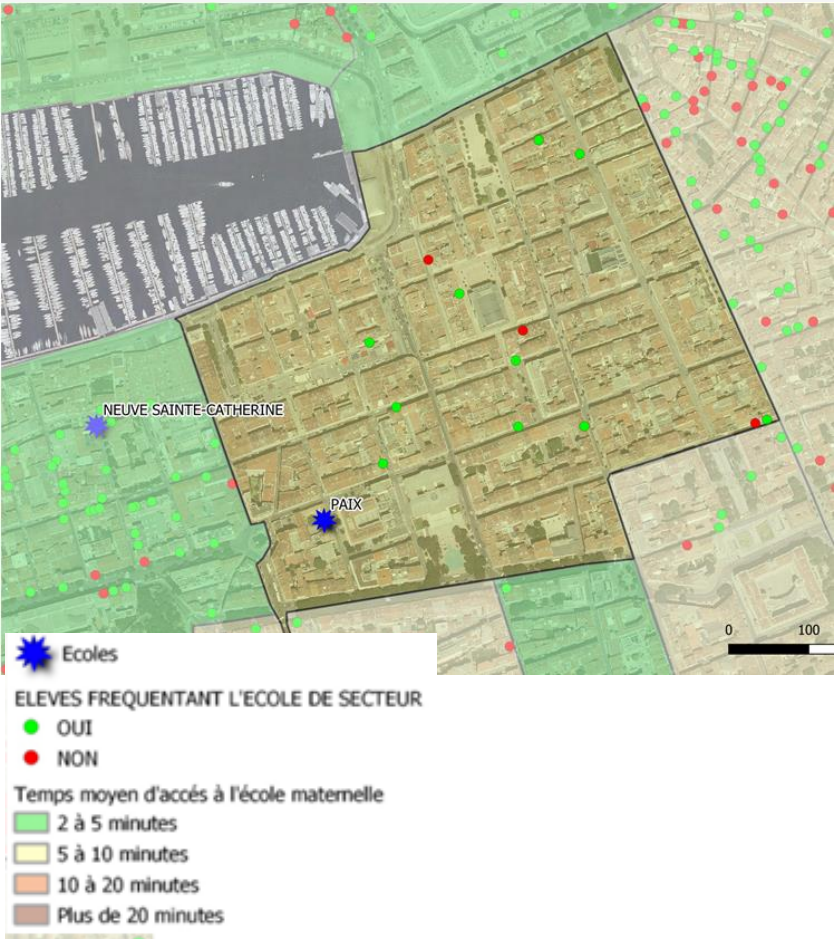 NEUVE SAINTE-CATHERINE
PAIX
0 100
Ecoles
ELEVES FREQUENTANT L'ECOLE DE SECTEUR
OUI
NON
Temps moyen d'accés à l'école maternelle
2 à 5 minutes
5 à 10 minutes
10 à 20 minutes
Plus de 20 minutes